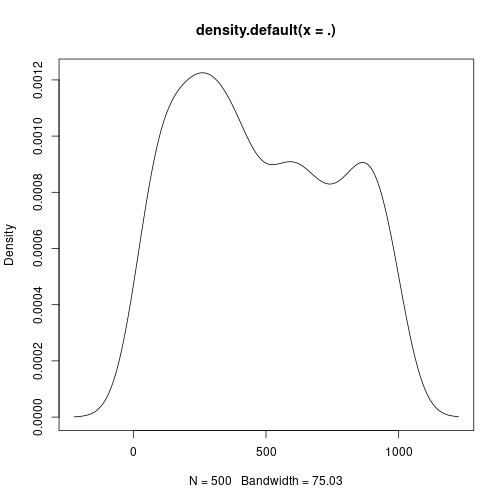 density.default(x = .)
Density
0.0000 0.0002 0.0004 0.0006 0.0008 0.0010 0.0012
0 500 1000
N = 500 Bandwidth = 75.03